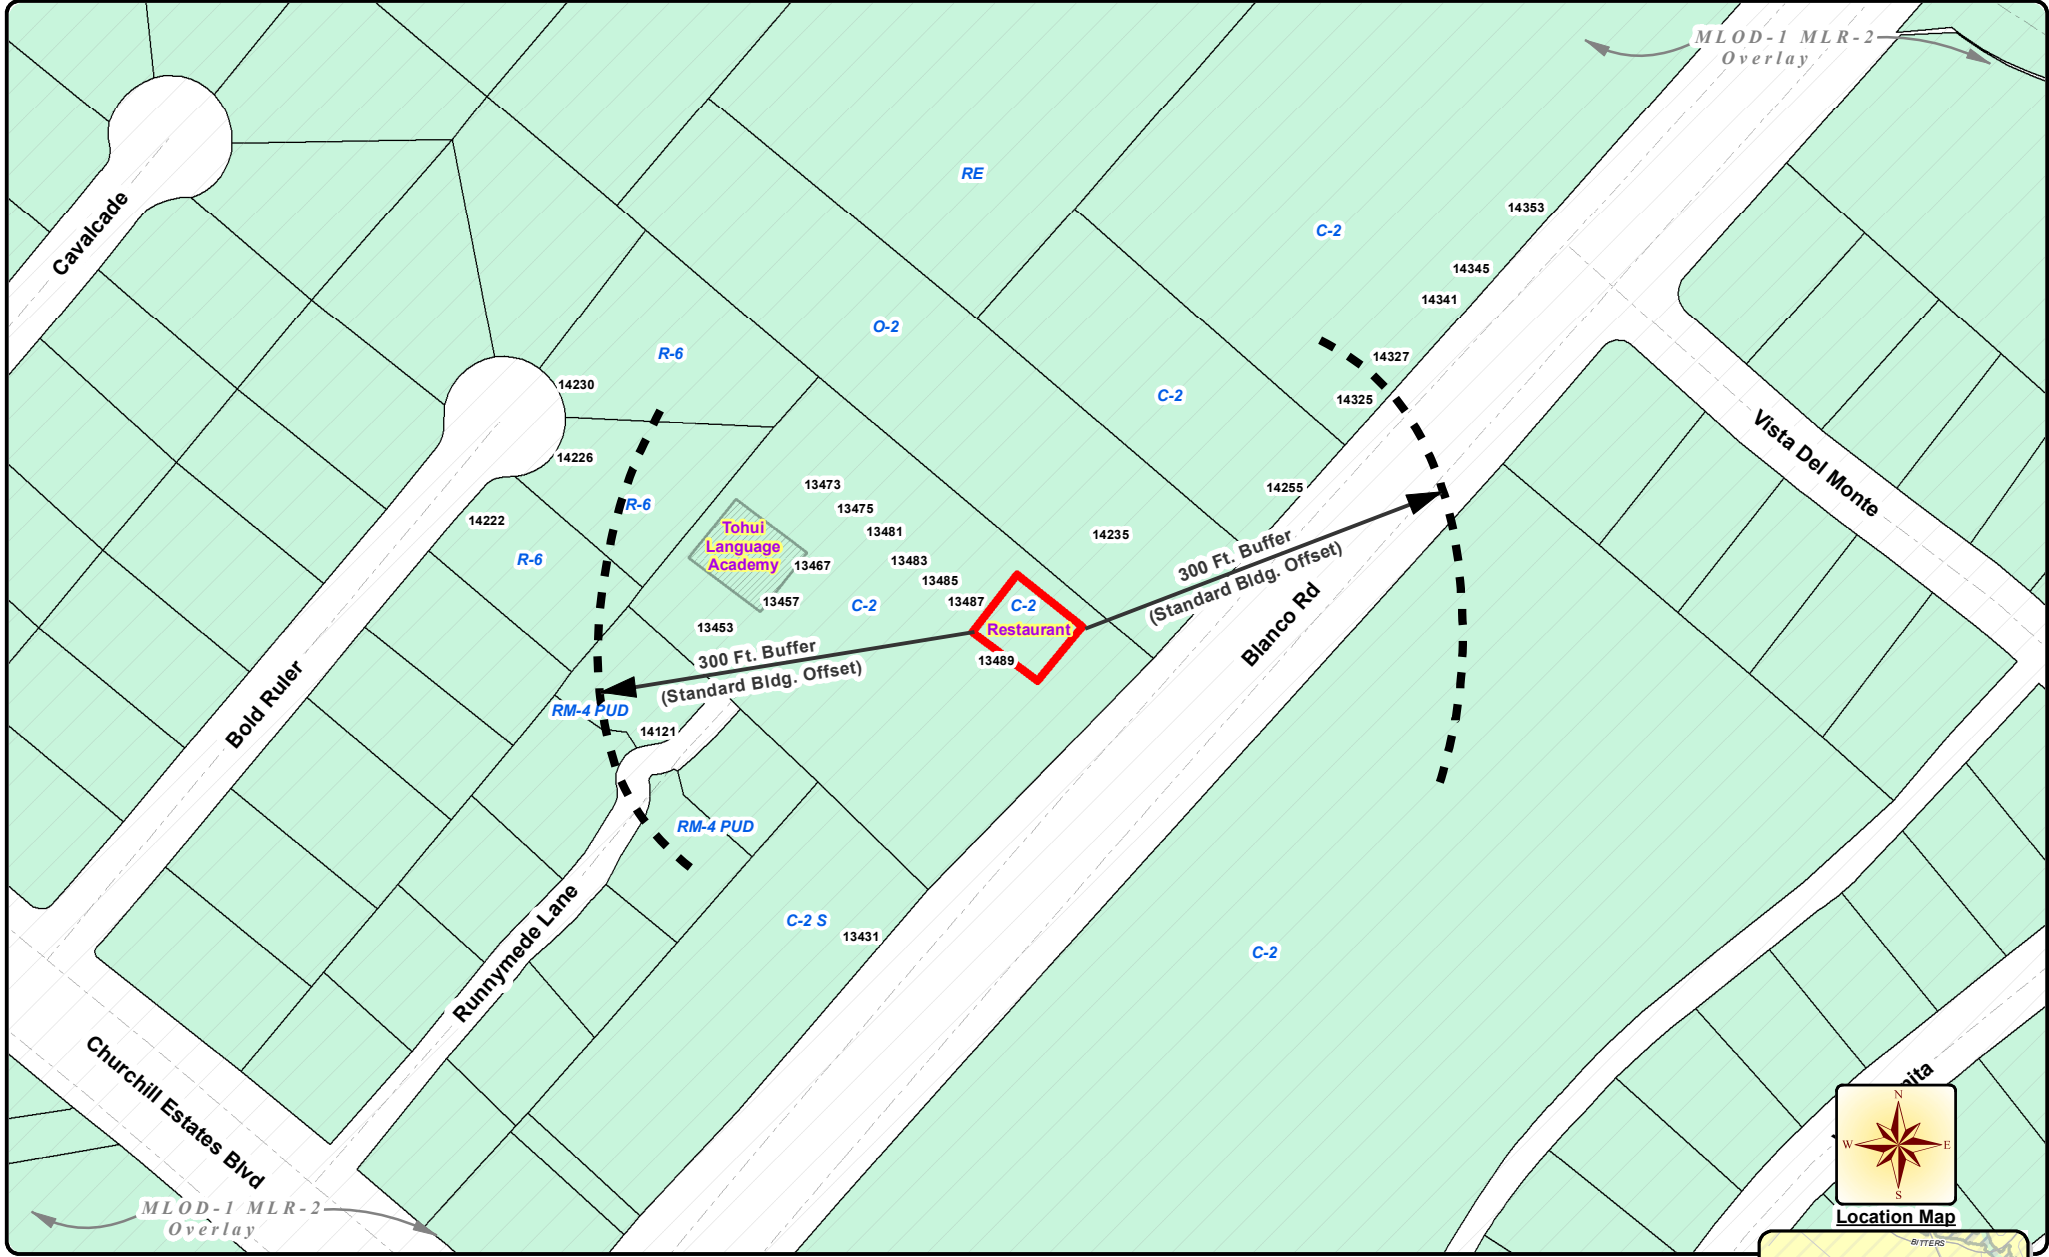 MLOD-1 MLR-2
Overlay
RE
14353
C-2
Cavalcade
14345
14341
O-2
R-6
14327
14230
C-2
14325
Vista Del Monte
14226
13473
14255
R-6
13475
14222
Tohui
Language
Academy
13481
14235
R-6
13483
13467
13485
300 Ft. Buffer
(Standard Bldg. Offset)
13457
C-2
13487
C-2
Restaurant
Blanco Rd
13453
300 Ft. Buffer
(Standard Bldg. Offset)
13489
Bold Ruler
RM-4 PUD
14121
RM-4 PUD
C-2 S
13431
Runnymede Lane
C-2
Churchill Estates Blvd
N
W
E
S
MLOD-1 MLR-2
Overlay
Location Map
BITTERS